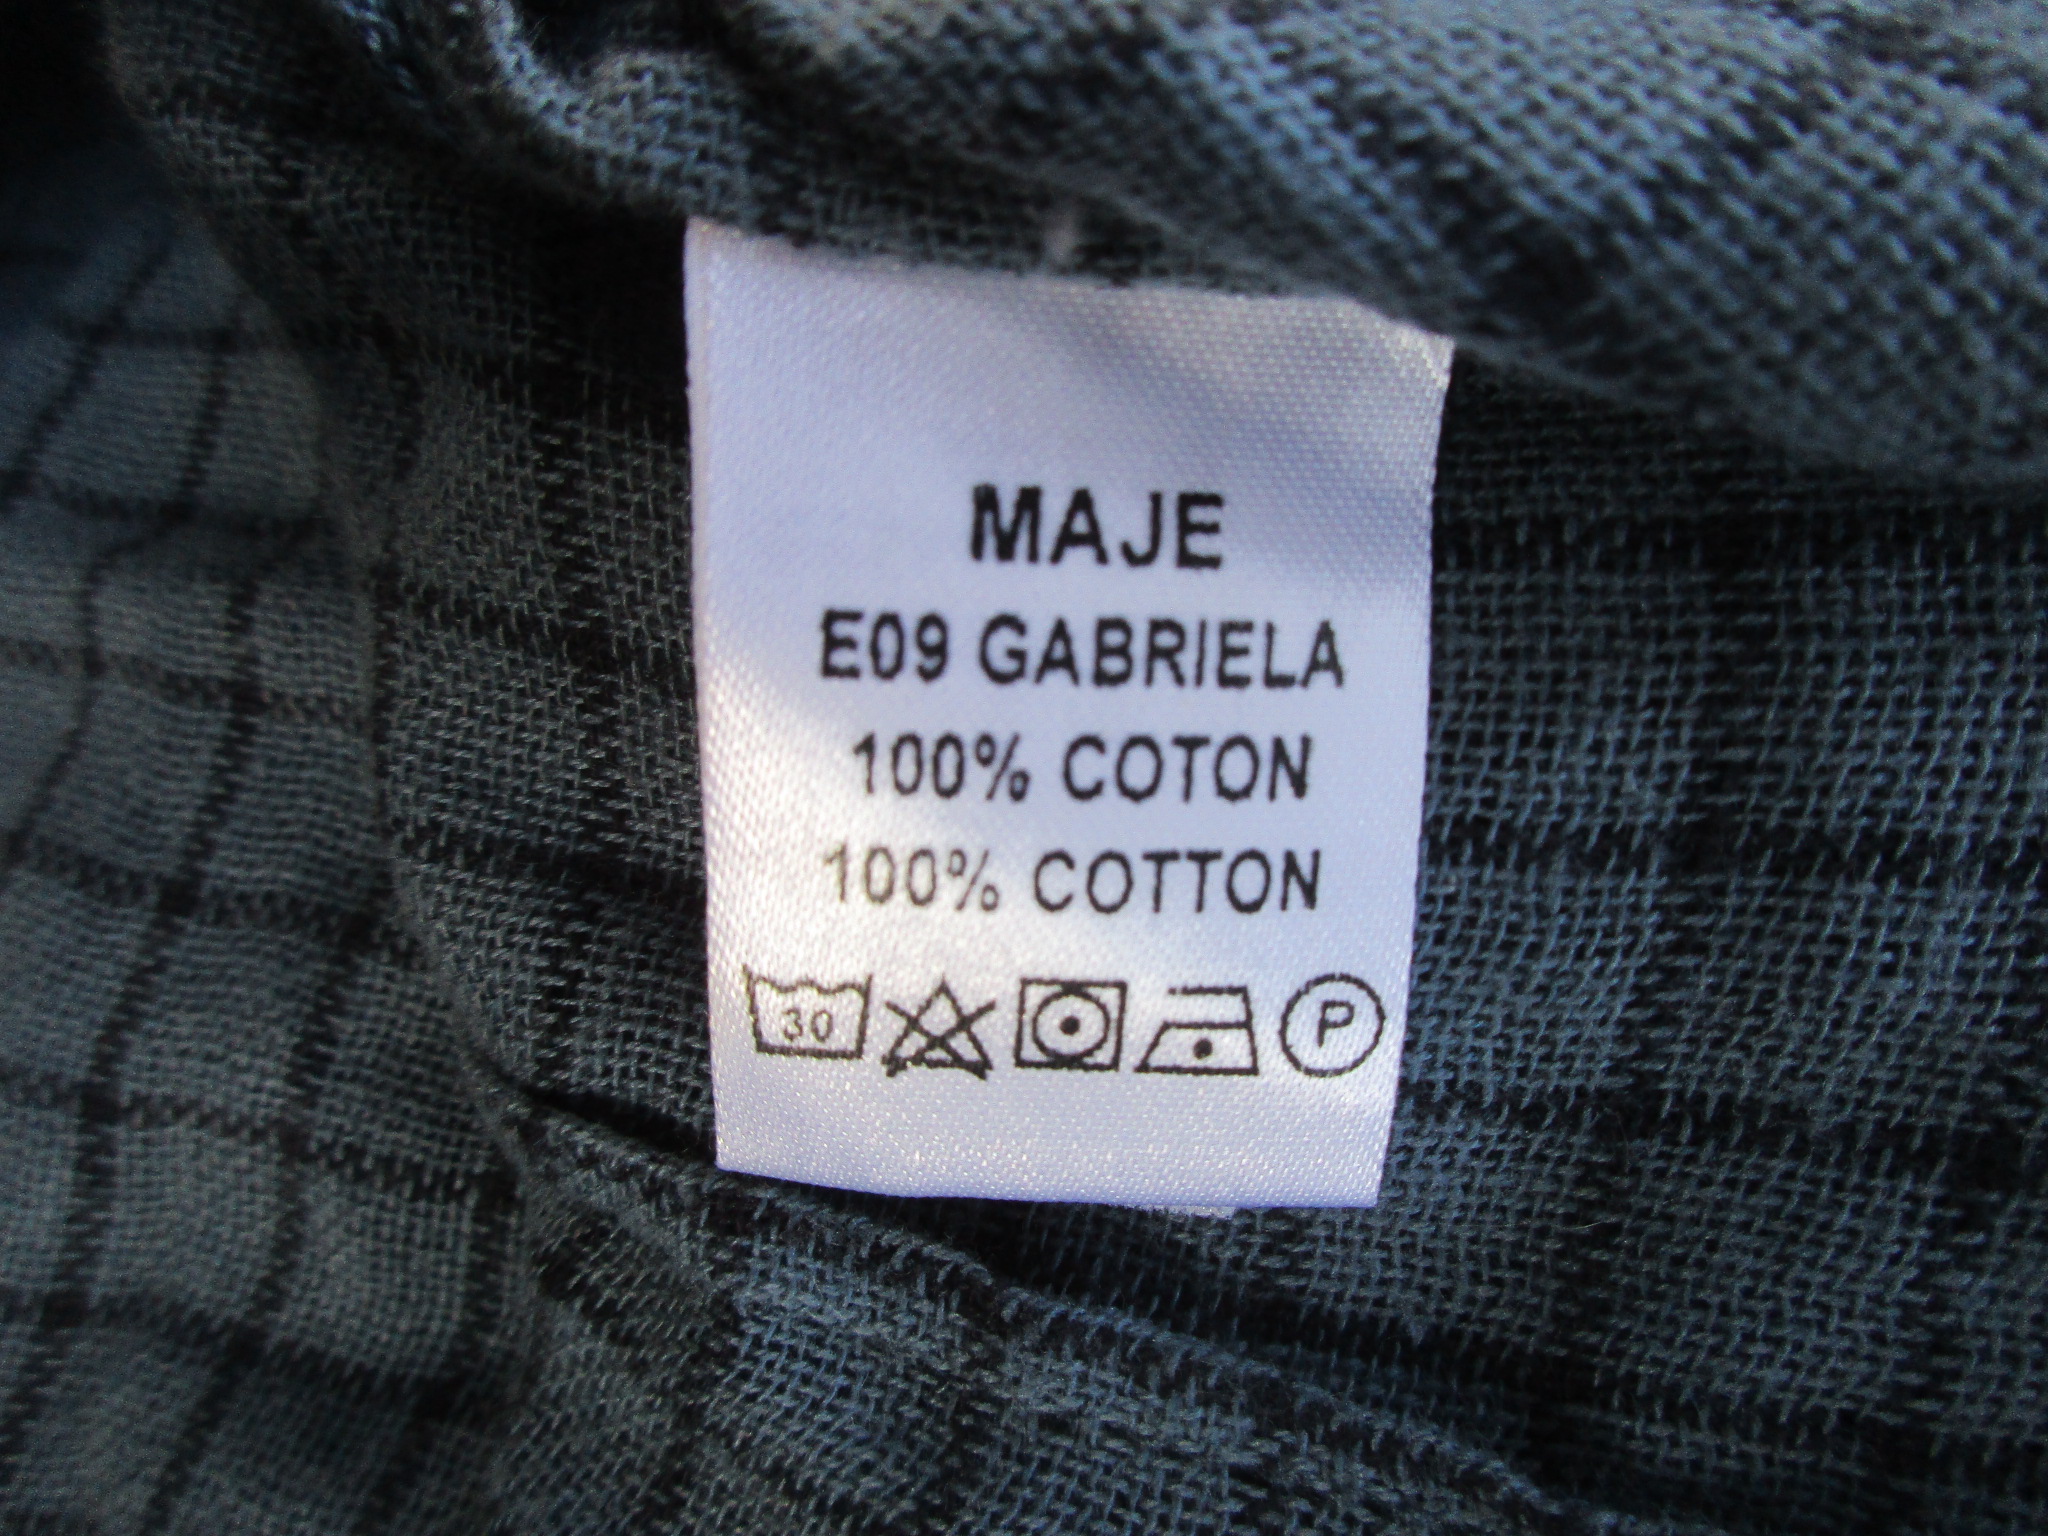 MAJE
E09 GABRIELA
100% COTON
100% COTTON
30 P